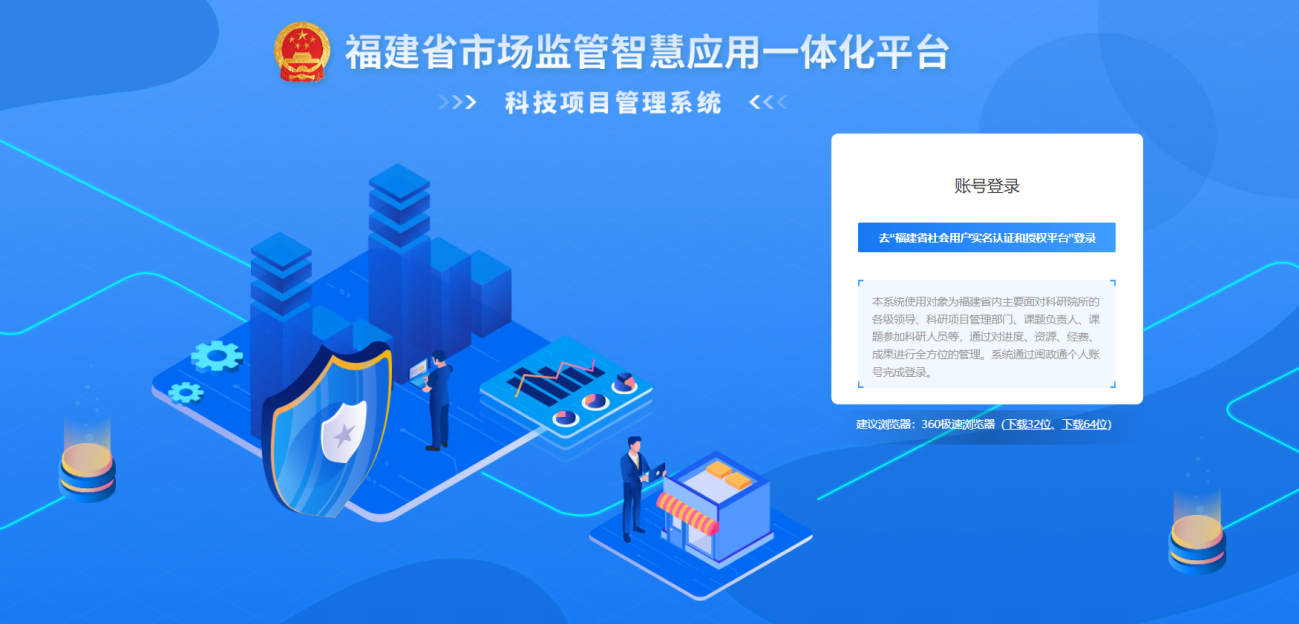 福建省市场监管智慧应用一体化平台
科技项目管理系统
账号登录
去“福建省社会用户实名认证和授权平台”登录
本系统使用对象为福建省内主要面对科研院所的
各级领导、科研项目管理部门、课题负责人、课
题参加科研人员等，通过对进度、资源、经费、
成果进行全方位的管理。系统通过闽政通个人账
号完成登录。
建议浏览器：360极速浏览器（下载32位、下载64位）